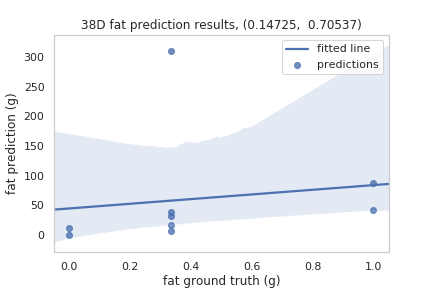 38D fat prediction results, (0.14725,  0.70537)
fitted line
predictions
fat prediction (g)
300
250
200
150
100
50
0
0.0 0.2 0.4 0.6 0.8 1.0
fat ground truth (g)